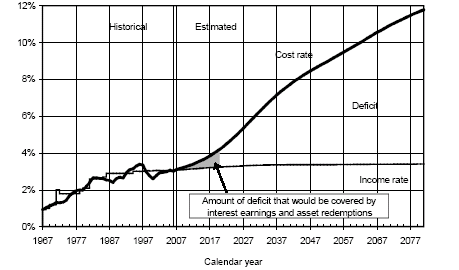 12%
Historical
Estimated
10%
Cost rate
8%
Deficit
6%
4%
Income rate
2%
Amount of deficit that would be covered by
interest earnings and asset redemptions
0%
1967 1977 1987 1997 2007 2017 2027 2037 2047 2057 2067 2077
Calendar year